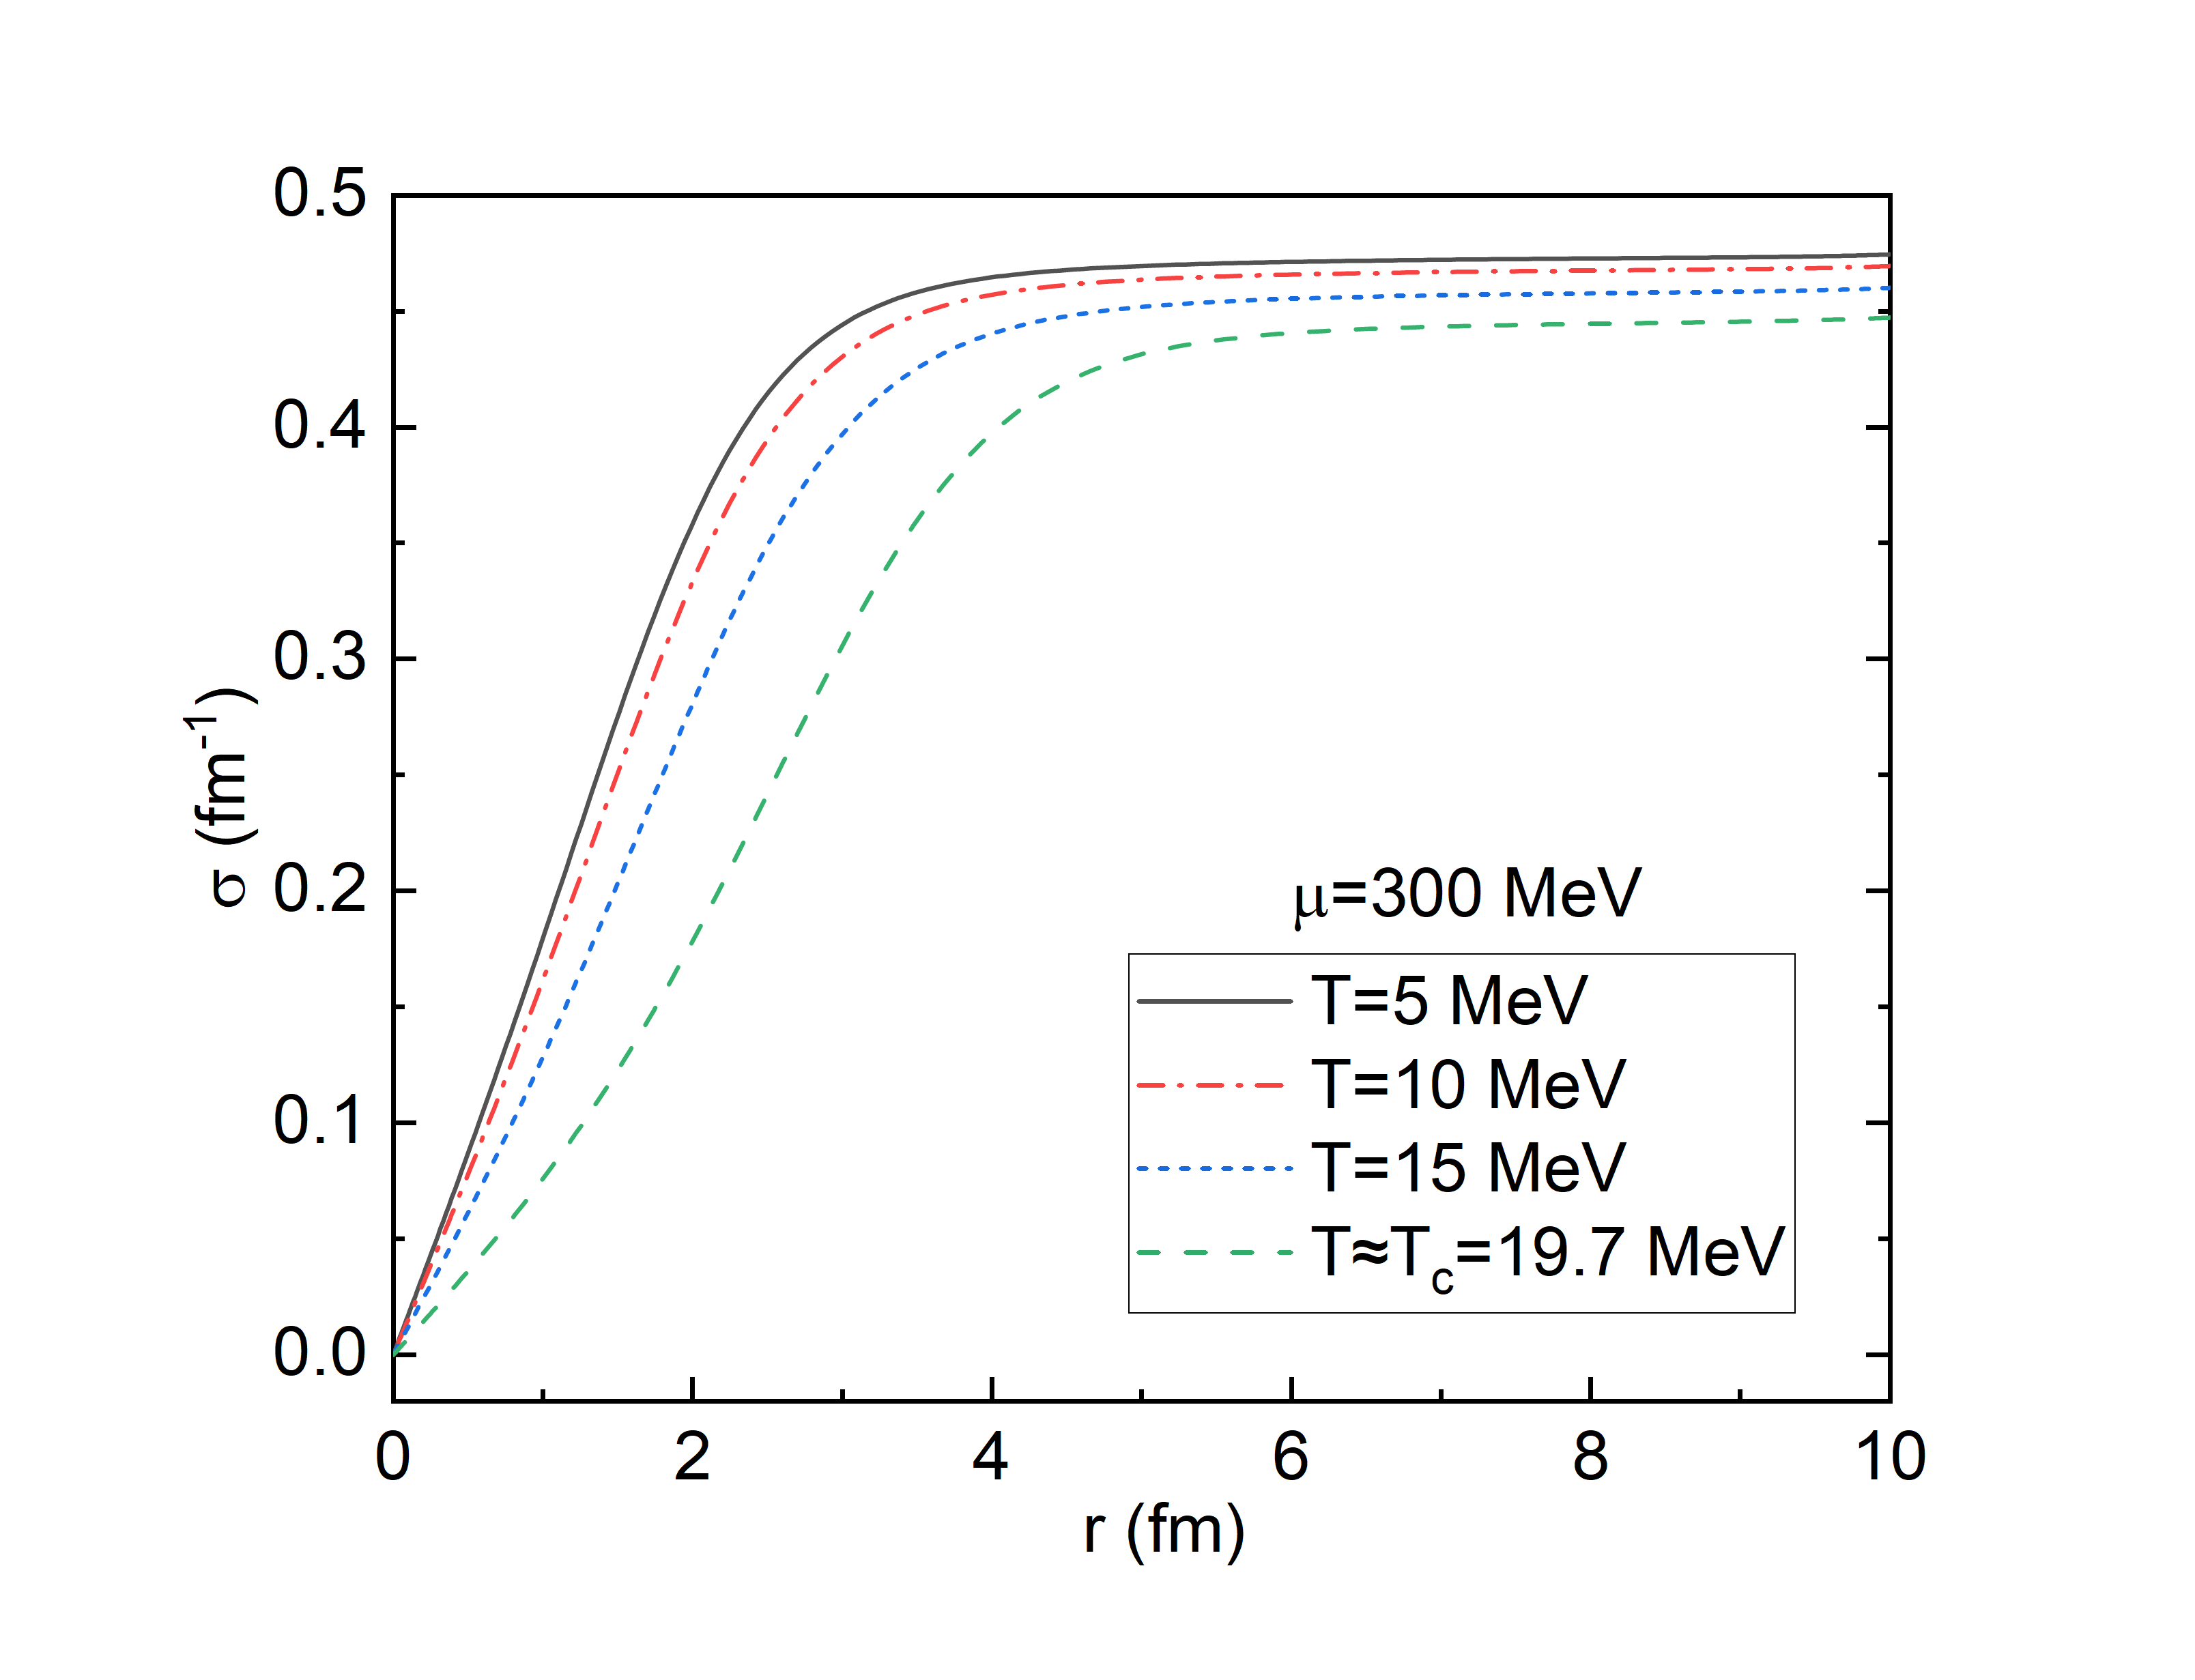 0.5
0.4
0.3
0.2
0.1
0.0
σ (fm⁻¹)
0 2 4 6 8 10
r (fm)
μ=300 MeV
T=5 MeV
T=10 MeV
T=15 MeV
T≈T_c=19.7 MeV